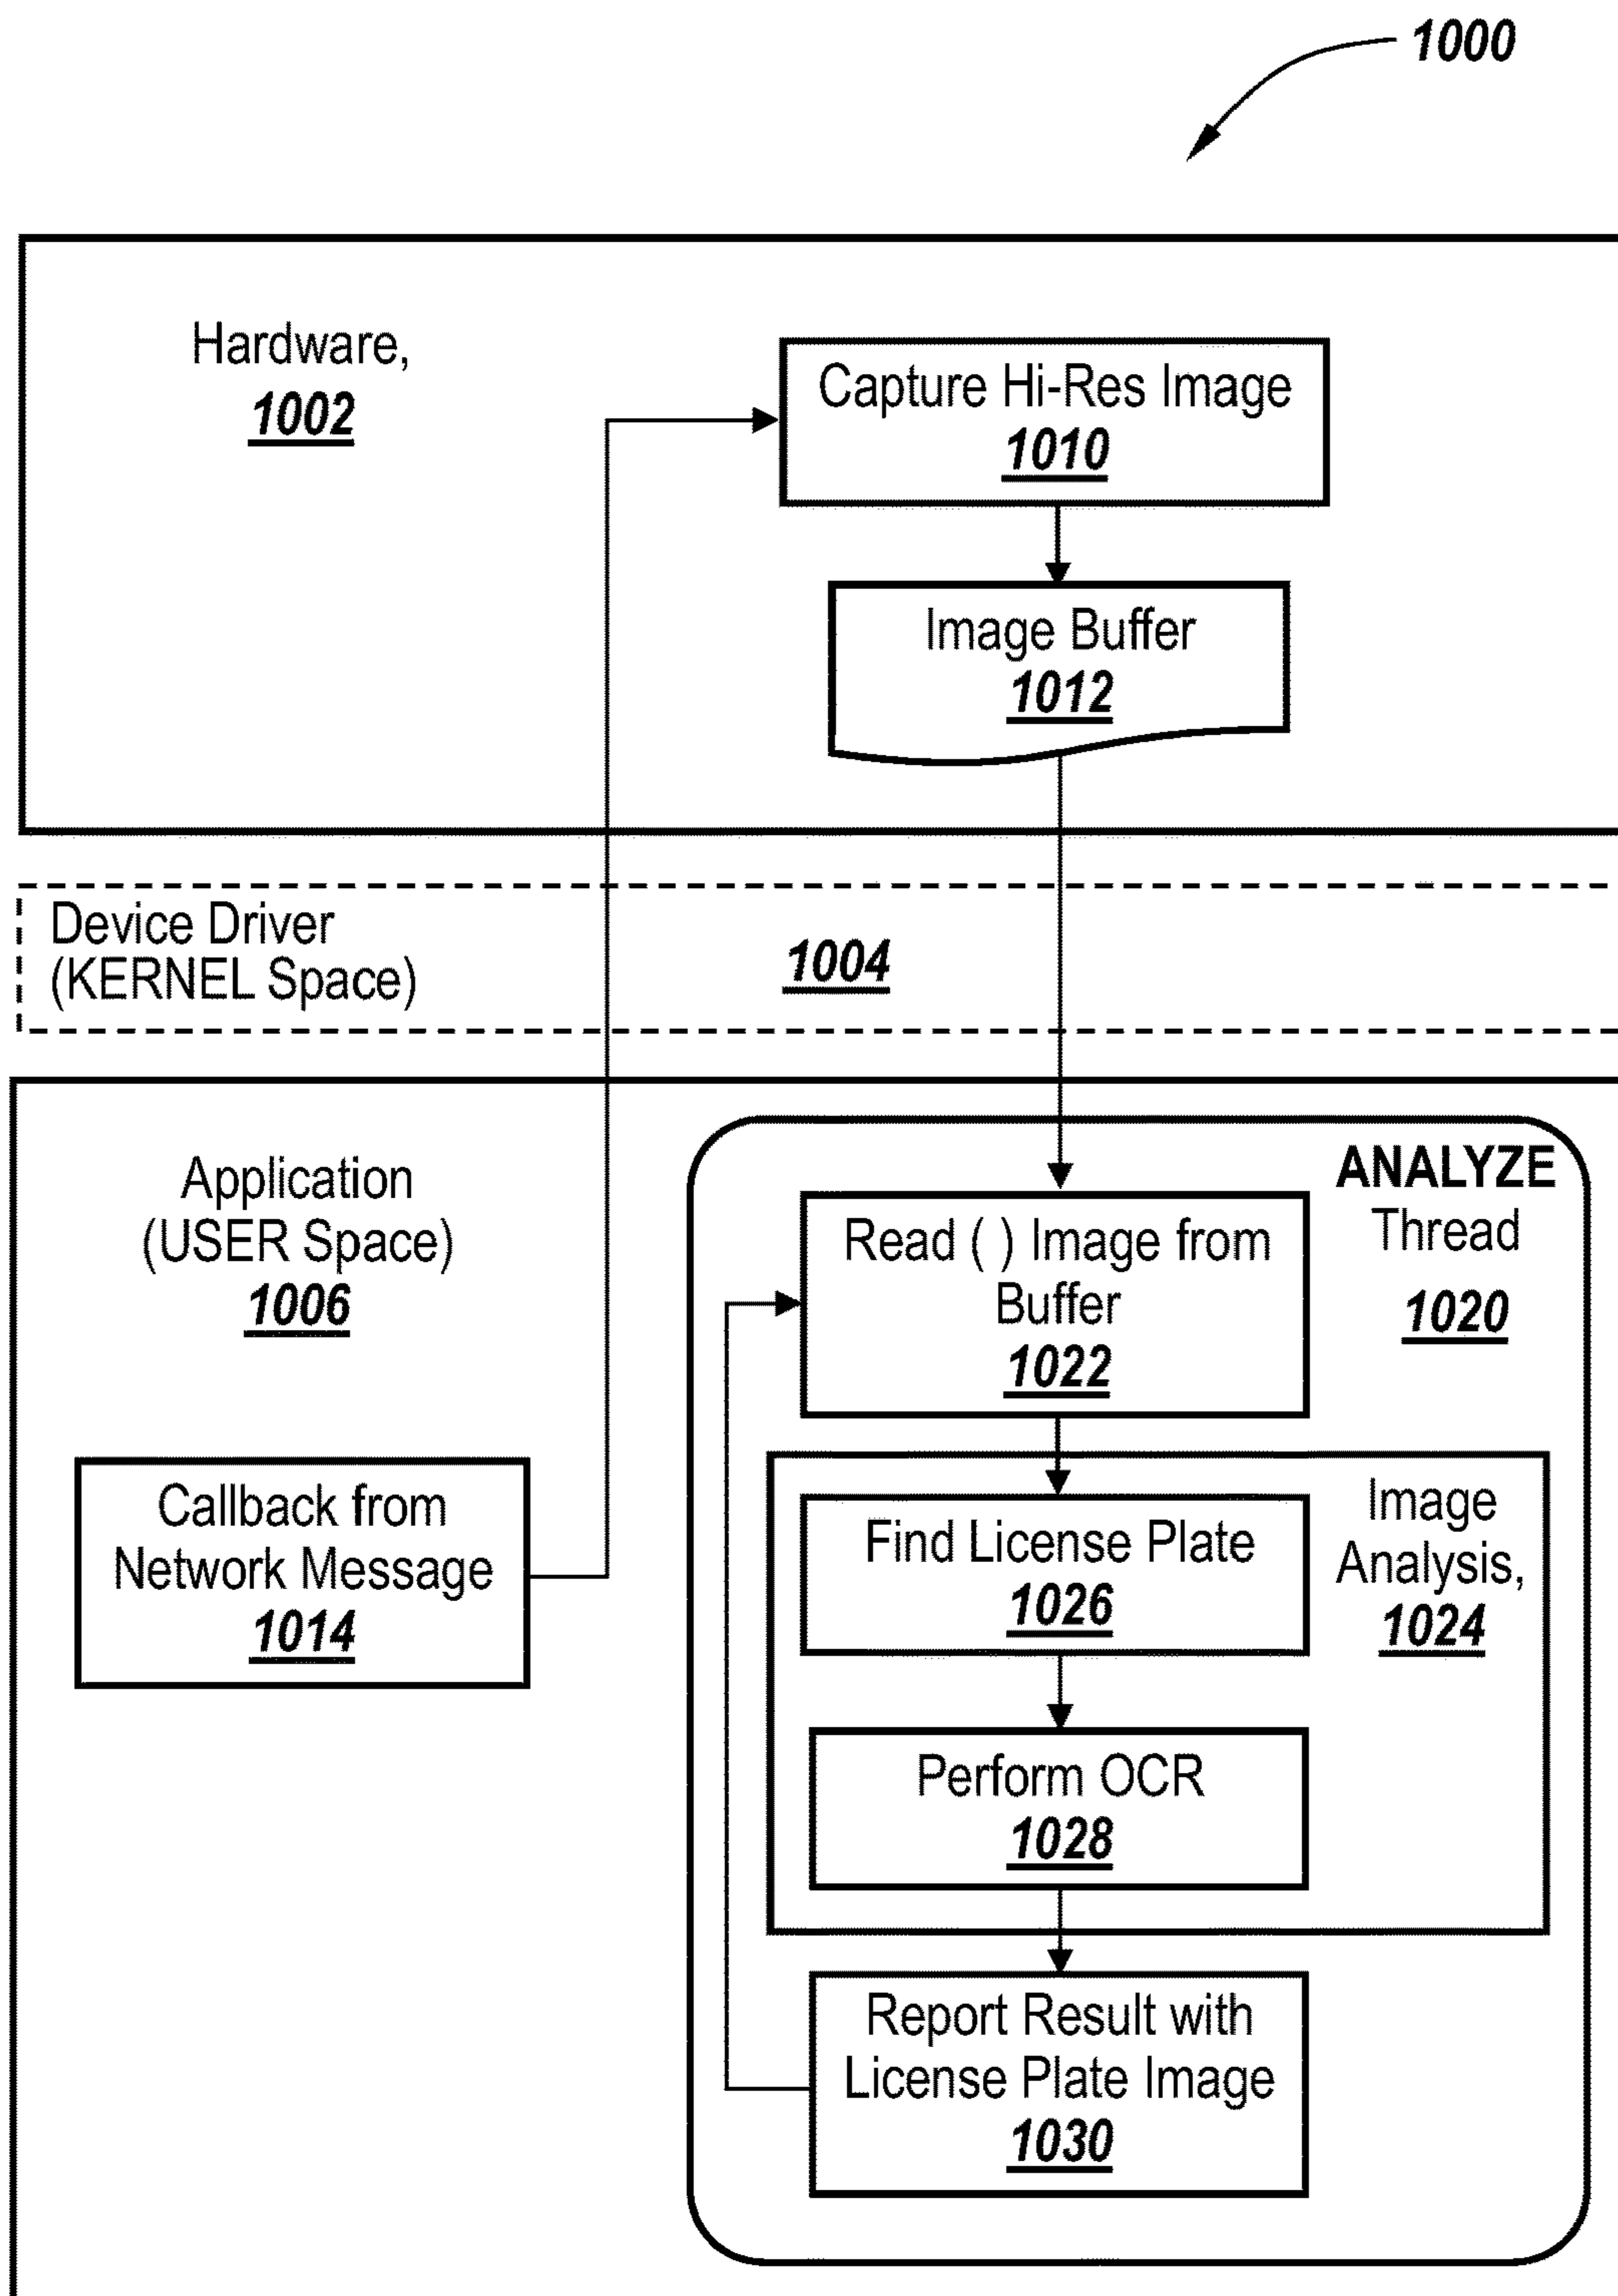 1000
Hardware,
1002
Capture Hi-Res Image
1010
Image Buffer
1012
Device Driver
(KERNEL Space)
1004
Application
(USER Space)
1006
ANALYZE
Thread
1020
Read ( ) Image from
Buffer
1022
Callback from
Network Message
1014
Image
Analysis,
1024
Find License Plate
1026
Perform OCR
1028
Report Result with
License Plate Image
1030